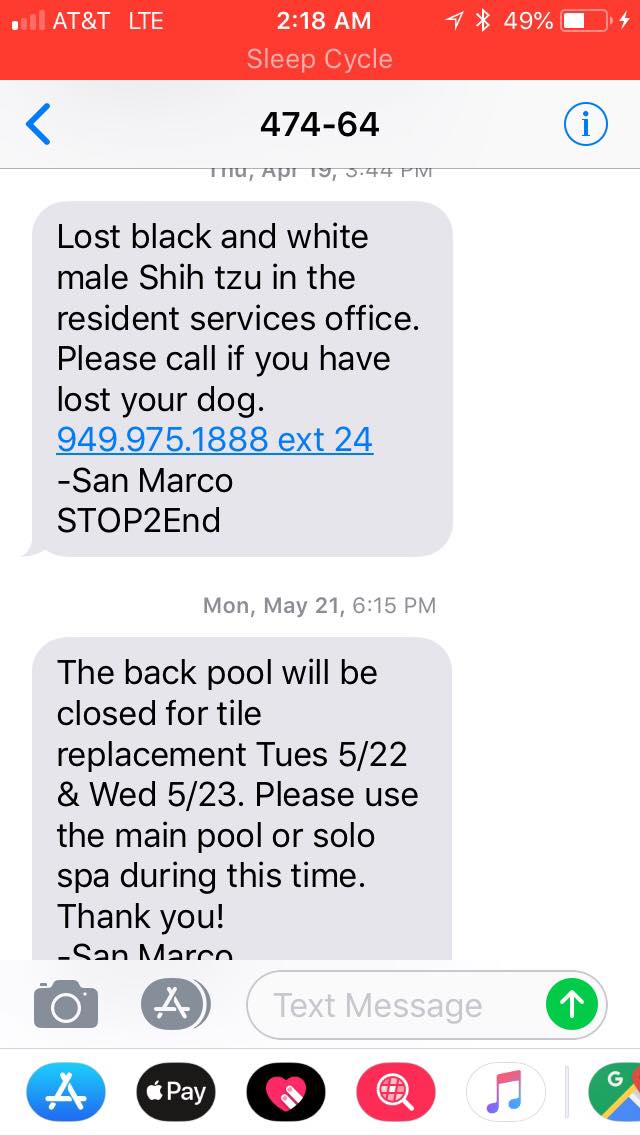 AT&T LTE 2:18 AM 49%
Sleep Cycle
474-64
Thu, Apr 19, 3:44 PM
Lost black and white
male Shih tzu in the
resident services office.
Please call if you have
lost your dog.
949.975.1888 ext 24
-San Marco
STOP2End
Mon, May 21, 6:15 PM
The back pool will be
closed for tile
replacement Tues 5/22
& Wed 5/23. Please use
the main pool or solo
spa during this time.
Thank you!
-San Marco
Text Message
Pay
G